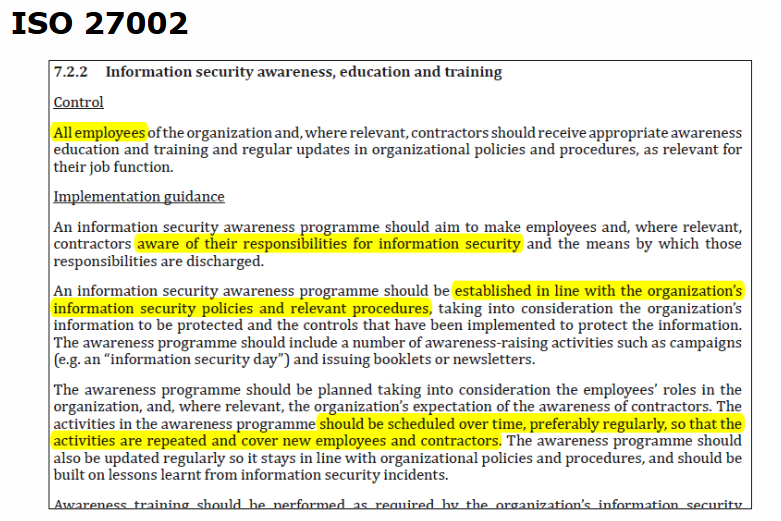 ISO 27002
7.2.2 Information security awareness, education and training
Control
All employees of the organization and, where relevant, contractors should receive appropriate awareness
education and training and regular updates in organizational policies and procedures, as relevant for
their job function.
Implementation guidance
An information security awareness programme should aim to make employees and, where relevant,
contractors aware of their responsibilities for information security and the means by which those
responsibilities are discharged.
An information security awareness programme should be established in line with the organization's
information security policies and relevant procedures, taking into consideration the organization's
information to be protected and the controls that have been implemented to protect the information.
The awareness programme should include a number of awareness-raising activities such as campaigns
(e.g. an “information security day”) and issuing booklets or newsletters.
The awareness programme should be planned taking into consideration the employees' roles in the
organization, and, where relevant, the organization's expectation of the awareness of contractors. The
activities in the awareness programme should be scheduled over time, preferably regularly, so that the
activities are repeated and cover new employees and contractors. The awareness programme should
also be updated regularly so it stays in line with organizational policies and procedures, and should be
built on lessons learnt from information security incidents.
Awareness training should be performed as required by the organization's information security